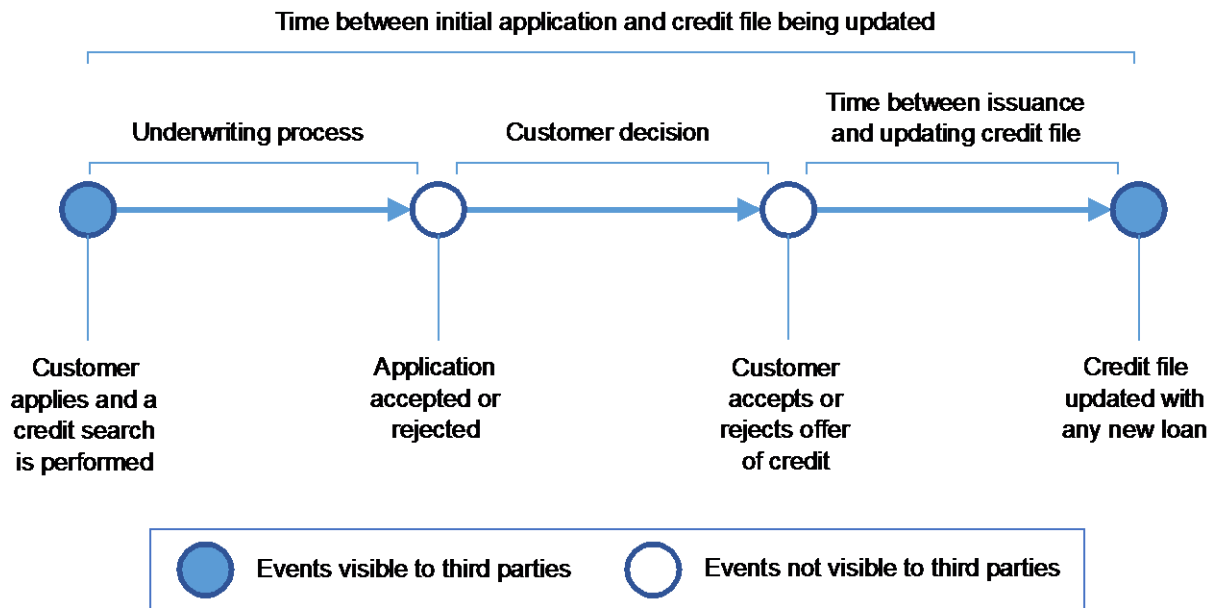 Time between initial application and credit file being updated
Underwriting process
Customer decision
Time between issuance
and updating credit file
Customer
applies and a
credit search
is performed
Application
accepted or
rejected
Customer
accepts or
rejects offer
of credit
Credit file
updated with
any new loan
Events visible to third parties
Events not visible to third parties